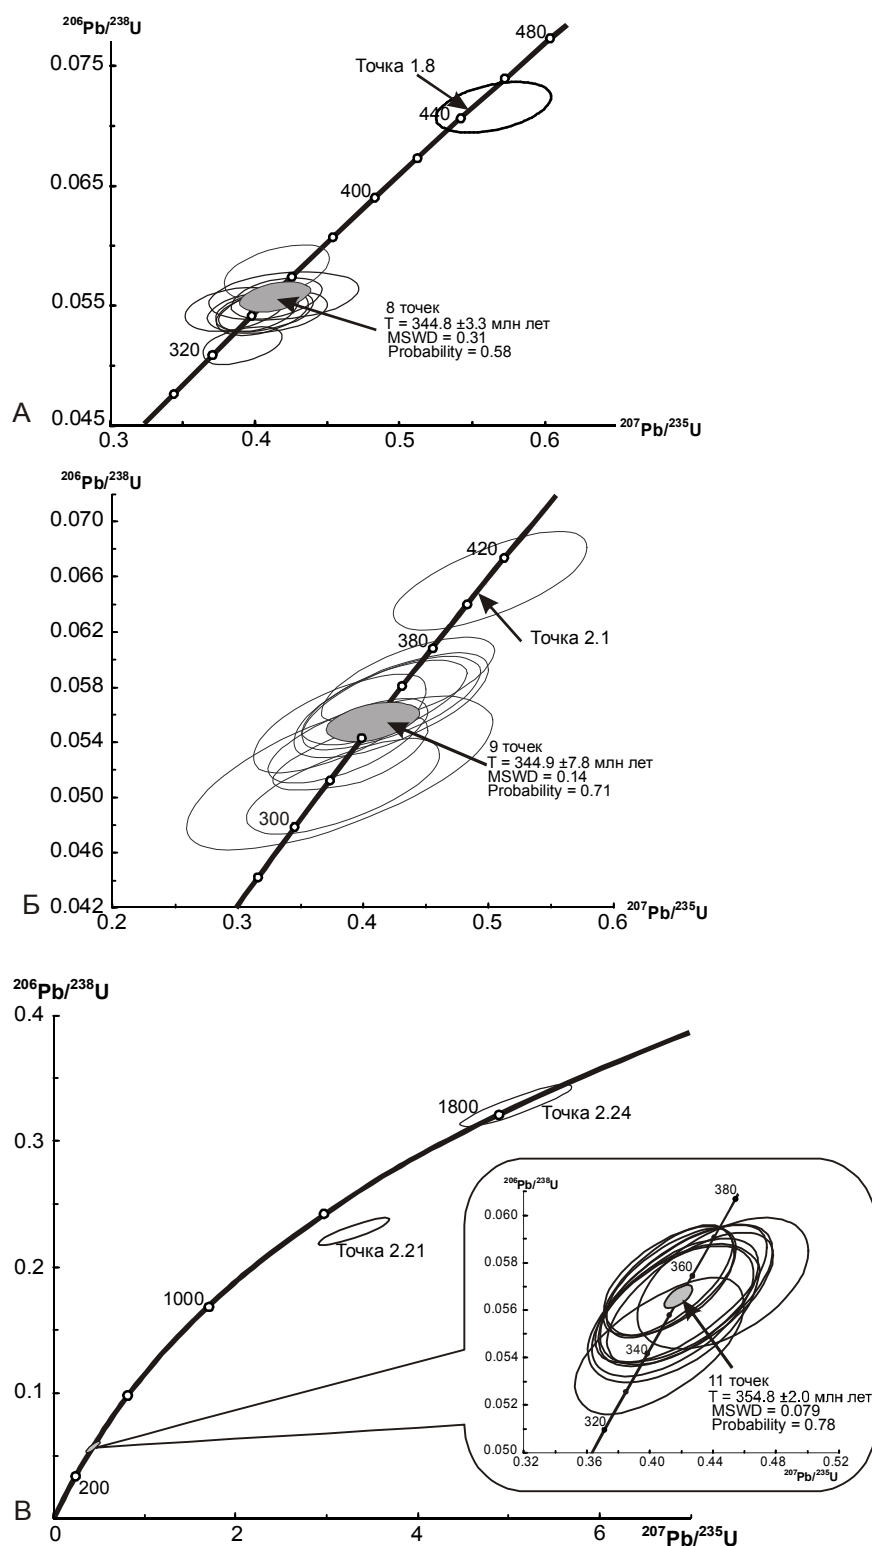 206Pb/238U
480
0.075
Точка 1.8
440
0.065
400
0.055
8 точек
T = 344.8 ±3.3 млн лет
MSWD = 0.31
Probability = 0.58
320
А
0.045
0.3
0.4
0.5
0.6
207Pb/235U
206Pb/238U
0.070
420
0.066
0.062
380
Точка 2.1
0.058
0.054
9 точек
T = 344.9 ±7.8 млн лет
MSWD = 0.14
Probability = 0.71
0.050
300
0.046
Б
0.042
0.2
0.3
0.4
0.5
0.6
207Pb/235U
206Pb/238U
0.4
1800
Точка 2.24
0.3
Точка 2.21
0.2
1000
0.1
200
В
0
2
4
6
207Pb/235U
206Pb/238U
380
0.060
0.058
360
0.056
0.054
340
11 точек
T = 354.8 ±2.0 млн лет
MSWD = 0.079
Probability = 0.78
0.052
320
0.050
0.32
0.36
0.40
0.44
0.48
0.52
207Pb/235U